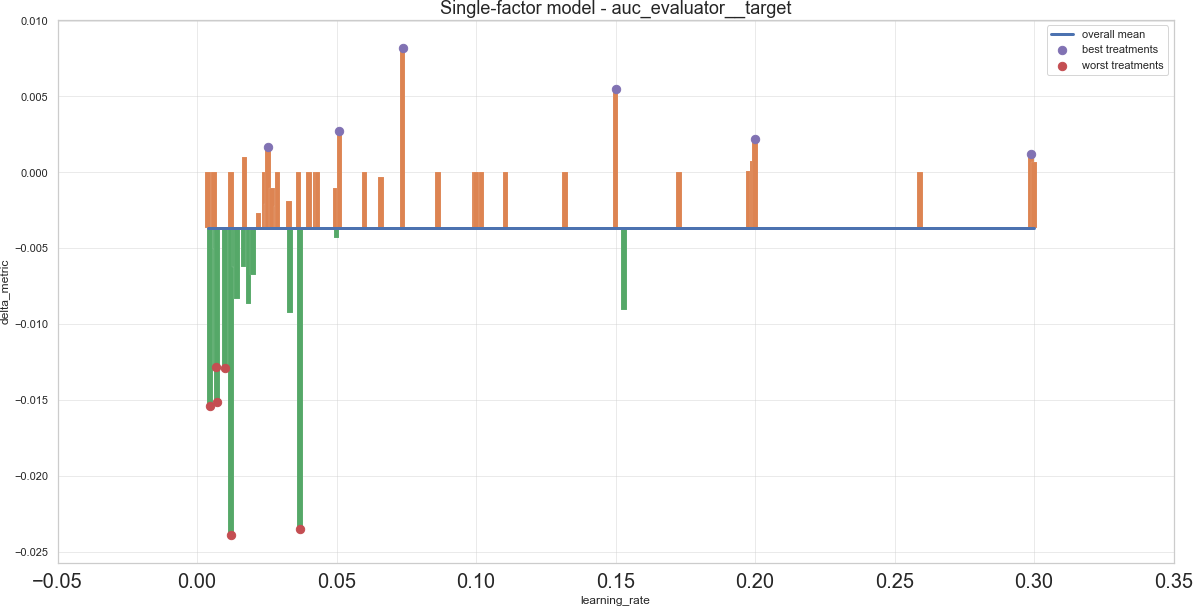 Single-factor model - auc_evaluator__target
overall mean
best treatments
worst treatments
0.010
0.005
0.000
−0.005
−0.010
−0.015
−0.020
−0.025
delta_metric
−0.05 0.00 0.05 0.10 0.15 0.20 0.25 0.30 0.35
learning_rate